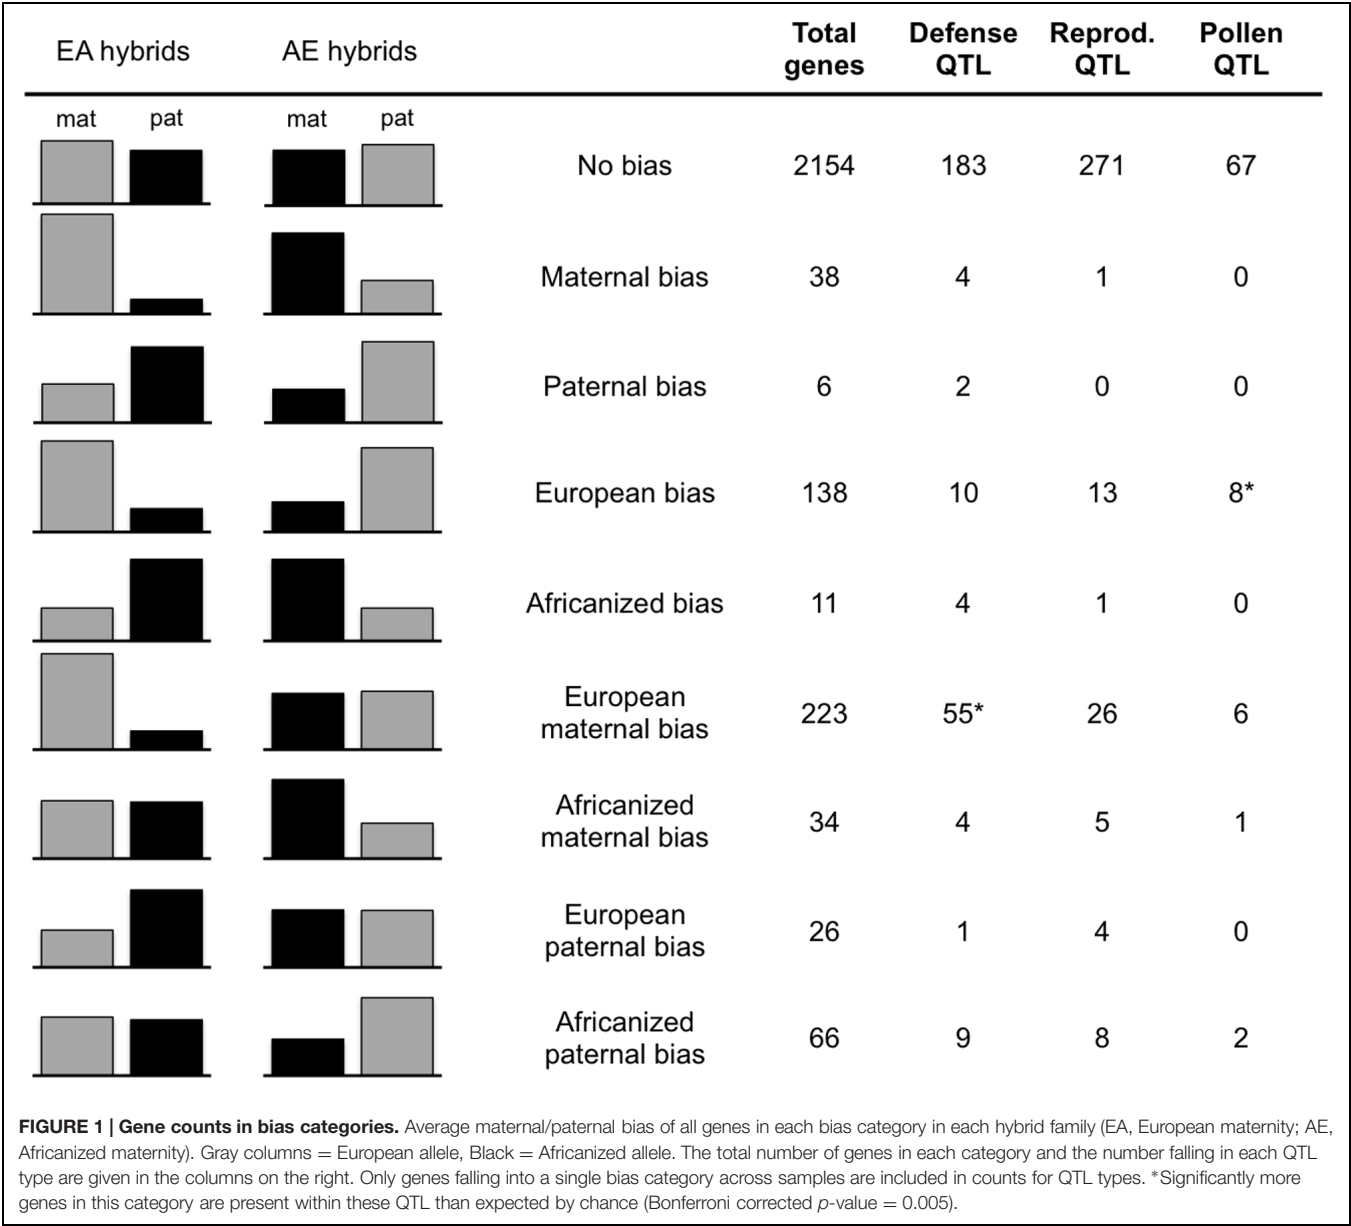 EA hybrids AE hybrids Total genes Defense QTL Reprod. QTL Pollen QTL
mat pat mat pat
No bias 2154 183 271 67
Maternal bias 38 4 1 0
Paternal bias 6 2 0 0
European bias 138 10 13 8*
Africanized bias 11 4 1 0
European maternal bias 223 55* 26 6
Africanized maternal bias 34 4 5 1
European paternal bias 26 1 4 0
Africanized paternal bias 66 9 8 2
FIGURE 1 | Gene counts in bias categories. Average maternal/paternal bias of all genes in each bias category in each hybrid family (EA, European maternity; AE,
Africanized maternity). Gray columns = European allele, Black = Africanized allele. The total number of genes in each category and the number falling in each QTL
type are given in the columns on the right. Only genes falling into a single bias category across samples are included in counts for QTL types. *Significantly more
genes in this category are present within these QTL than expected by chance (Bonferroni corrected p-value = 0.005).